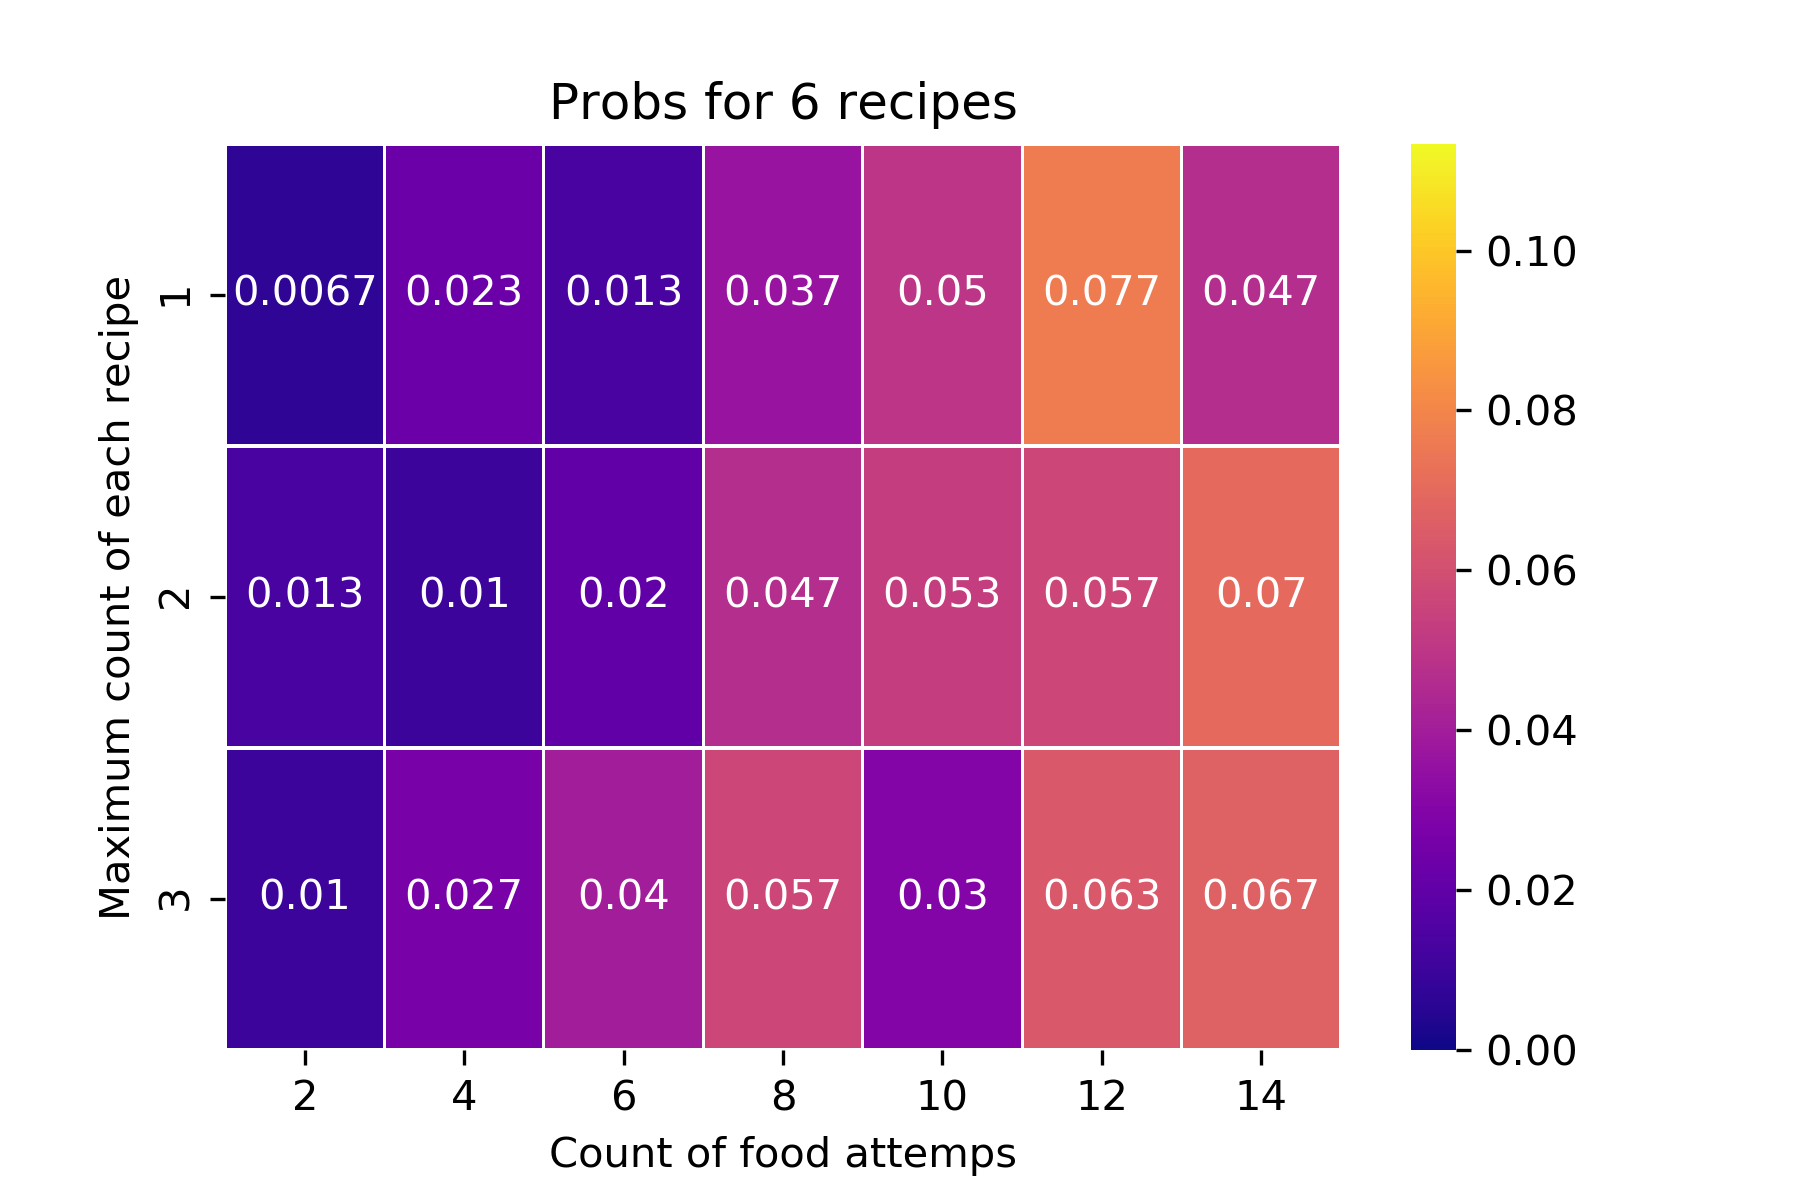 Probs for 6 recipes
Maximum count of each recipe
1
0.0067 0.023 0.013 0.037 0.05 0.077 0.047
2
0.013 0.01 0.02 0.047 0.053 0.057 0.07
3
0.01 0.027 0.04 0.057 0.03 0.063 0.067
2 4 6 8 10 12 14
Count of food attemps
0.10
0.08
0.06
0.04
0.02
0.00